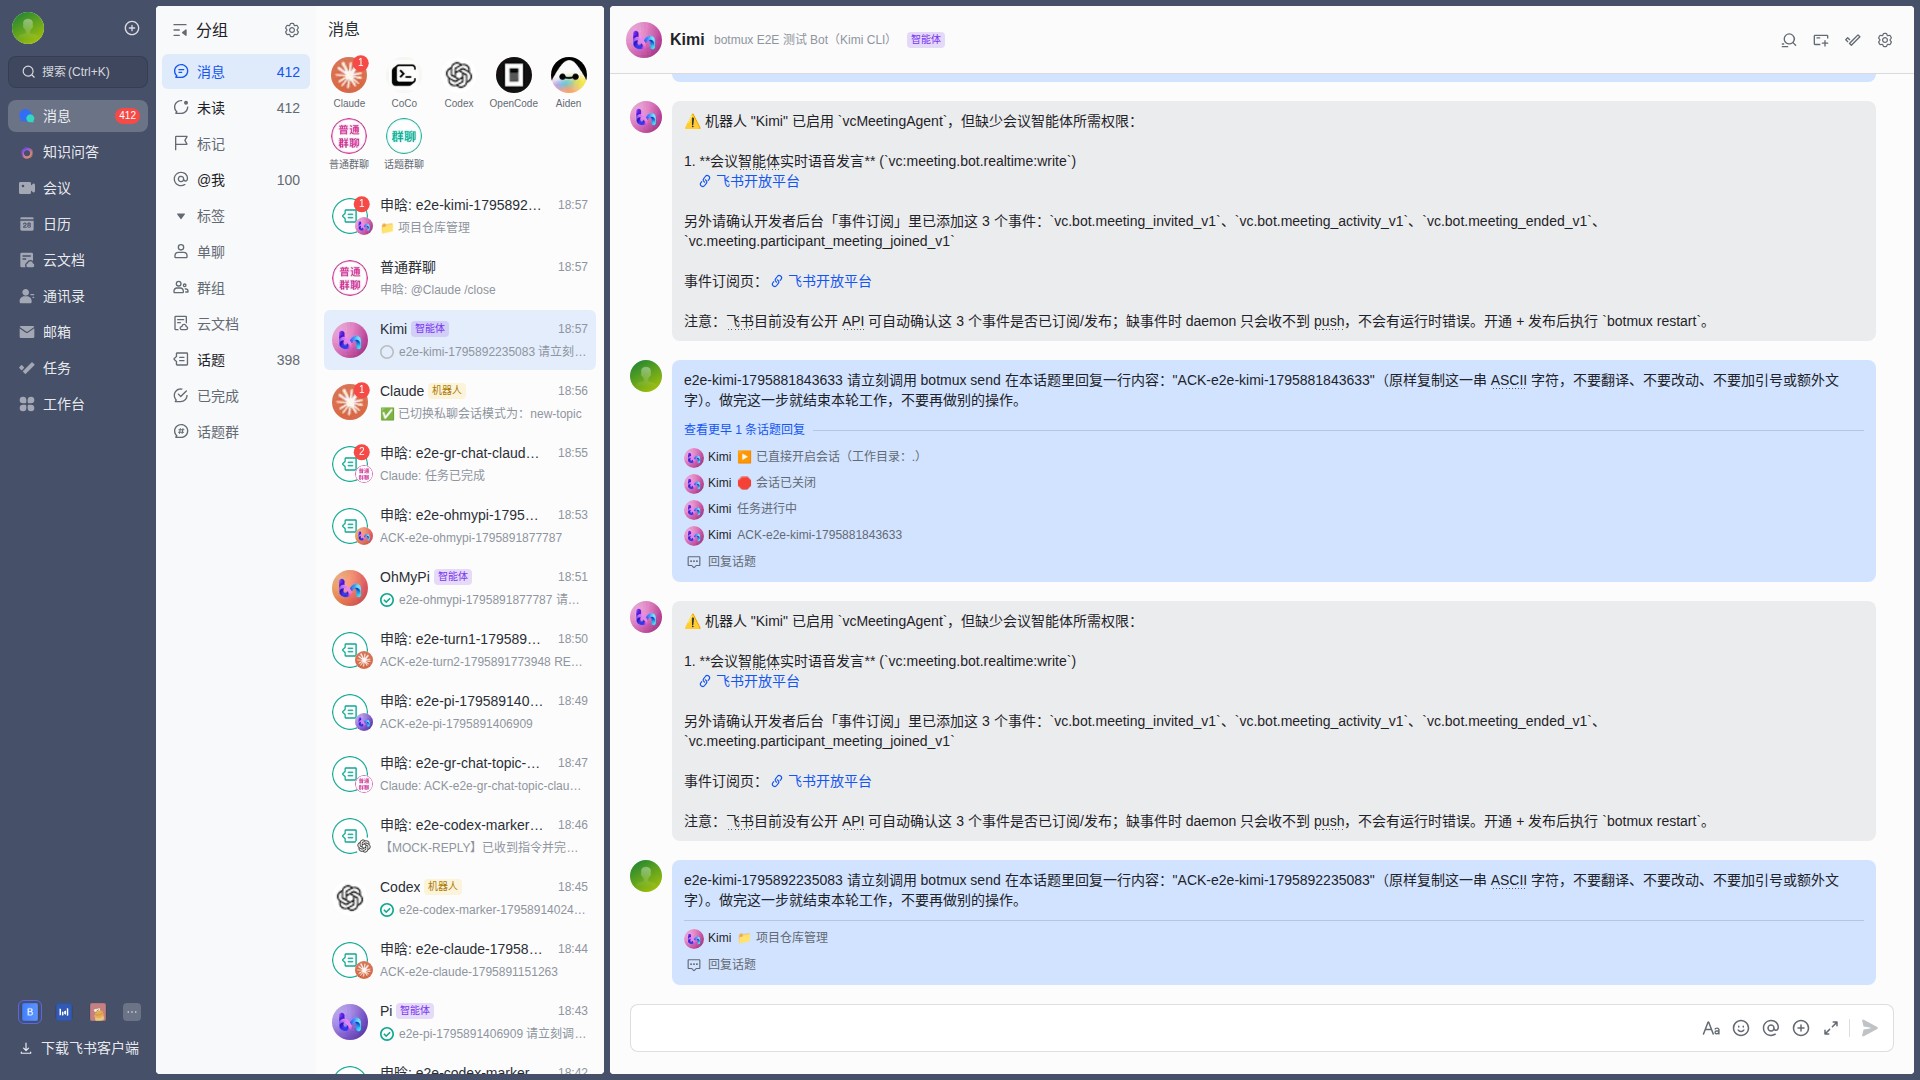 搜索 (Ctrl+K)
消息 412
知识问答
会议
日历
云文档
通讯录
邮箱
任务
工作台
下载飞书客户端
分组
消息 412
未读 412
标记
@我 100
标签
单聊
群组
云文档
话题 398
已完成
话题群
消息
1
Claude
CoCo
Codex
OpenCode
Aiden
普通群聊
普通群聊
群聊
话题群聊
1
申晗: e2e-kimi-1795892… 18:57
📁 项目仓库管理
普通群聊
普通群聊 18:57
申晗: @Claude /close
Kimi 智能体 18:57
e2e-kimi-1795892235083 请立刻…
1
Claude 机器人 18:56
✅ 已切换私聊会话模式为：new-topic
2
申晗: e2e-gr-chat-claud… 18:55
Claude: 任务已完成
申晗: e2e-ohmypi-1795… 18:53
ACK-e2e-ohmypi-1795891877787
OhMyPi 智能体 18:51
e2e-ohmypi-1795891877787 请…
申晗: e2e-turn1-179589… 18:50
ACK-e2e-turn2-1795891773948 RE…
申晗: e2e-pi-179589140… 18:49
ACK-e2e-pi-1795891406909
申晗: e2e-gr-chat-topic-… 18:47
Claude: ACK-e2e-gr-chat-topic-clau…
申晗: e2e-codex-marker… 18:46
【MOCK-REPLY】已收到指令并完…
Codex 机器人 18:45
e2e-codex-marker-17958914024…
申晗: e2e-claude-17958… 18:44
ACK-e2e-claude-1795891151263
Pi 智能体 18:43
e2e-pi-1795891406909 请立刻调…
申晗: e2e-codex-marker… 18:42
Kimi botmux E2E 测试 Bot（Kimi CLI） 智能体
⚠️ 机器人 "Kimi" 已启用 `vcMeetingAgent`，但缺少会议智能体所需权限：
1. **会议智能体实时语音发言** (`vc:meeting.bot.realtime:write`)
飞书开放平台
另外请确认开发者后台「事件订阅」里已添加这 3 个事件：`vc.bot.meeting_invited_v1`、`vc.bot.meeting_activity_v1`、`vc.bot.meeting_ended_v1`、
`vc.meeting.participant_meeting_joined_v1`
事件订阅页： 飞书开放平台
注意：飞书目前没有公开 API 可自动确认这 3 个事件是否已订阅/发布；缺事件时 daemon 只会收不到 push，不会有运行时错误。开通 + 发布后执行 `botmux restart`。
e2e-kimi-1795881843633 请立刻调用 botmux send 在本话题里回复一行内容："ACK-e2e-kimi-1795881843633"（原样复制这一串 ASCII 字符，不要翻译、不要改动、不要加引号或额外文
字）。做完这一步就结束本轮工作，不要再做别的操作。
查看更早 1 条话题回复
Kimi ▶️ 已直接开启会话（工作目录：.）
Kimi 🛑 会话已关闭
Kimi 任务进行中
Kimi ACK-e2e-kimi-1795881843633
回复话题
⚠️ 机器人 "Kimi" 已启用 `vcMeetingAgent`，但缺少会议智能体所需权限：
1. **会议智能体实时语音发言** (`vc:meeting.bot.realtime:write`)
飞书开放平台
另外请确认开发者后台「事件订阅」里已添加这 3 个事件：`vc.bot.meeting_invited_v1`、`vc.bot.meeting_activity_v1`、`vc.bot.meeting_ended_v1`、
`vc.meeting.participant_meeting_joined_v1`
事件订阅页： 飞书开放平台
注意：飞书目前没有公开 API 可自动确认这 3 个事件是否已订阅/发布；缺事件时 daemon 只会收不到 push，不会有运行时错误。开通 + 发布后执行 `botmux restart`。
e2e-kimi-1795892235083 请立刻调用 botmux send 在本话题里回复一行内容："ACK-e2e-kimi-1795892235083"（原样复制这一串 ASCII 字符，不要翻译、不要改动、不要加引号或额外文
字）。做完这一步就结束本轮工作，不要再做别的操作。
Kimi 📁 项目仓库管理
回复话题